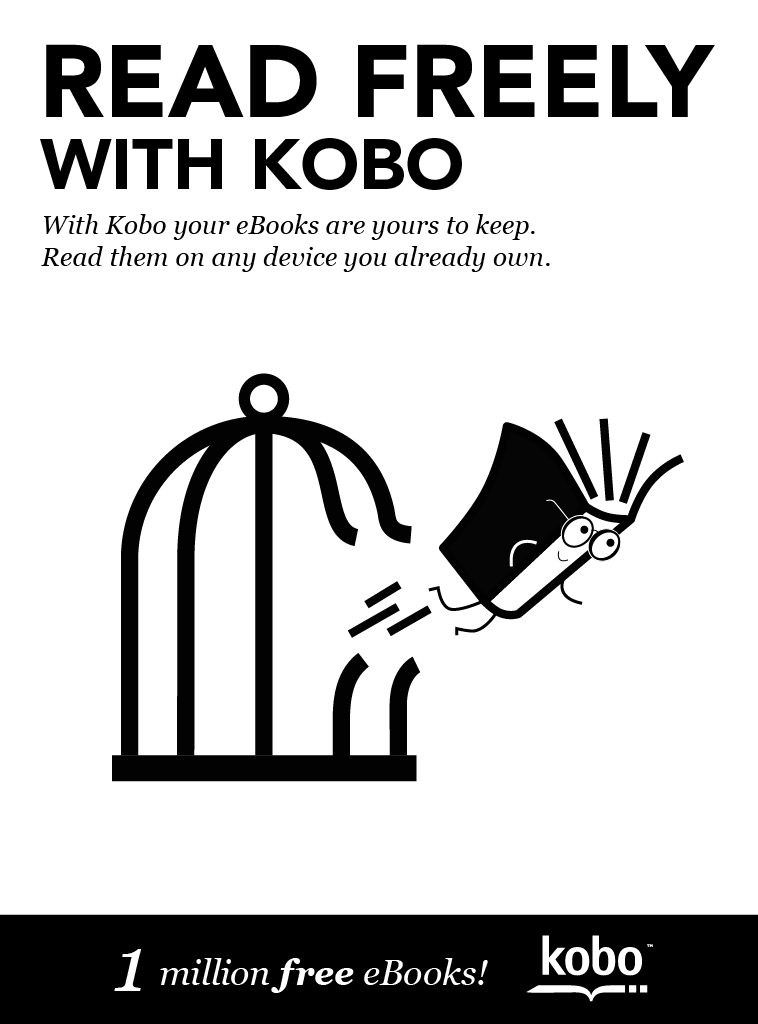 READ FREELY
WITH KOBO
With Kobo your eBooks are yours to keep.
Read them on any device you already own.
1 million free eBooks!
kobo™